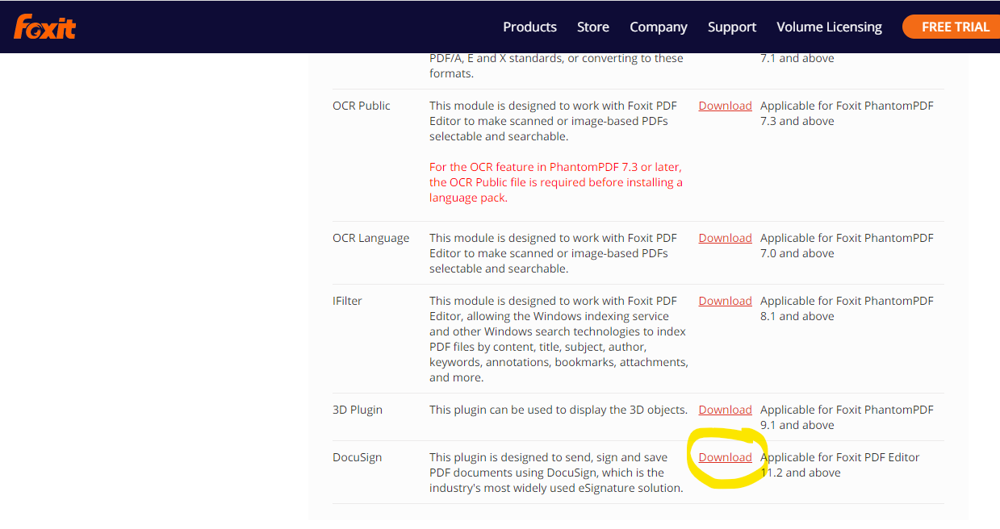 Foxit
Products Store Company Support Volume Licensing FREE TRIAL
PDF/A, E and X standards, or converting to these
formats.
7.1 and above
OCR Public
This module is designed to work with Foxit PDF
Editor to make scanned or image-based PDFs
selectable and searchable.
For the OCR feature in PhantomPDF 7.3 or later,
the OCR Public file is required before installing a
language pack.
Download
Applicable for Foxit PhantomPDF
7.3 and above
OCR Language
This module is designed to work with Foxit PDF
Editor to make scanned or image-based PDFs
selectable and searchable.
Download
Applicable for Foxit PhantomPDF
7.0 and above
IFilter
This module is designed to work with Foxit PDF
Editor, allowing the Windows indexing service
and other Windows search technologies to index
PDF files by content, title, subject, author,
keywords, annotations, bookmarks, attachments,
and more.
Download
Applicable for Foxit PhantomPDF
8.1 and above
3D Plugin
This plugin can be used to display the 3D objects.
Download
Applicable for Foxit PhantomPDF
9.1 and above
DocuSign
This plugin is designed to send, sign and save
PDF documents using DocuSign, which is the
industry's most widely used eSignature solution.
Download
Applicable for Foxit PDF Editor
11.2 and above